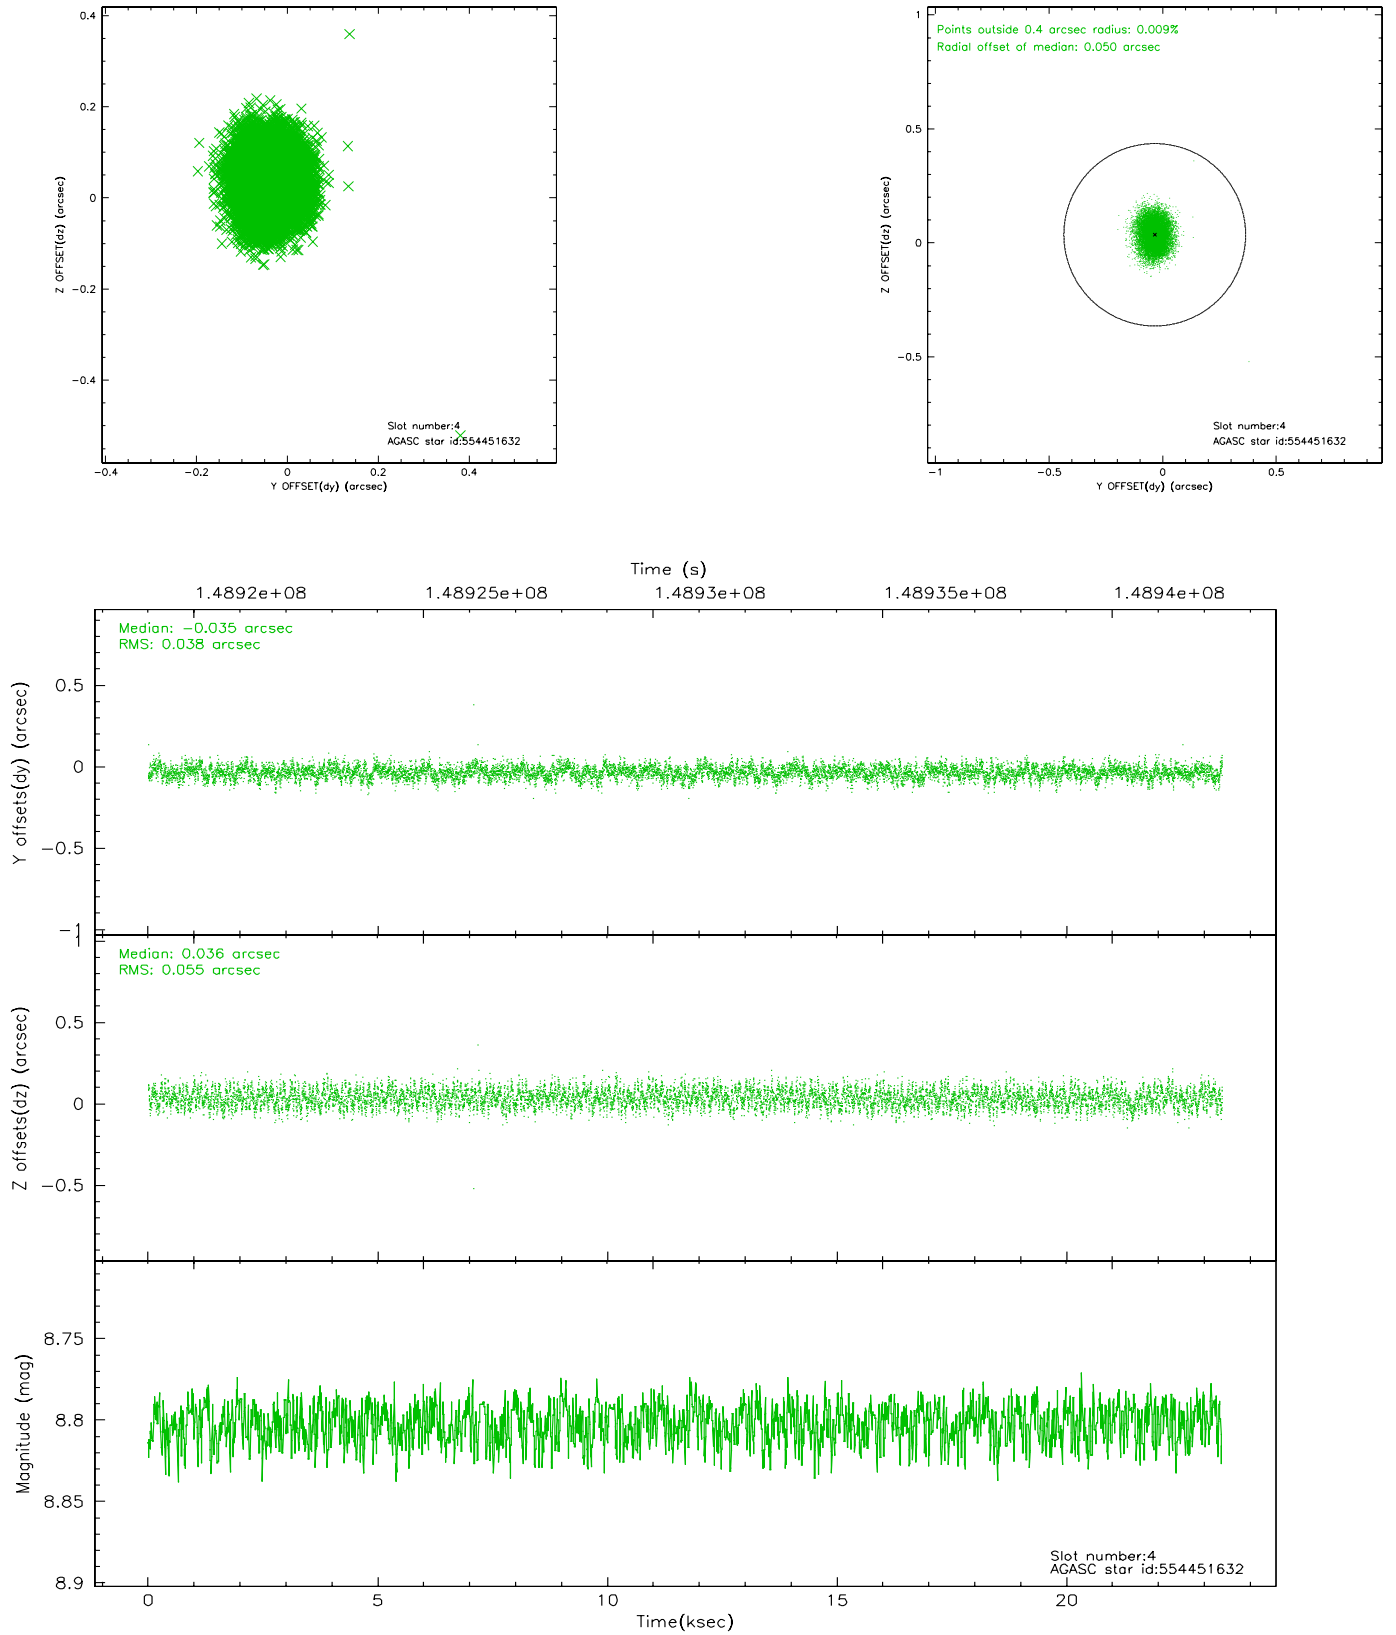 0.4
0.2
0
−0.2
−0.4
Z OFFSET(dz) (arcsec)
Slot number:4
AGASC star id:554451632
−0.4 −0.2 0 0.2 0.4
Y OFFSET(dy) (arcsec)
Points outside 0.4 arcsec radius: 0.009%
Radial offset of median: 0.050 arcsec
1
0.5
0
−0.5
Z OFFSET(dz) (arcsec)
Slot number:4
AGASC star id:554451632
−1 −0.5 0 0.5
Y OFFSET(dy) (arcsec)
Time (s)
1.4892e+08 1.48925e+08 1.4893e+08 1.48935e+08 1.4894e+08
Median: −0.035 arcsec
RMS: 0.038 arcsec
0.5
0
−0.5
−1
Y offsets(dy) (arcsec)
Median: 0.036 arcsec
RMS: 0.055 arcsec
1
0.5
0
−0.5
Z offsets(dz) (arcsec)
8.75
8.8
8.85
8.9
Magnitude (mag)
Slot number:4
AGASC star id:554451632
0 5 10 15 20
Time(ksec)